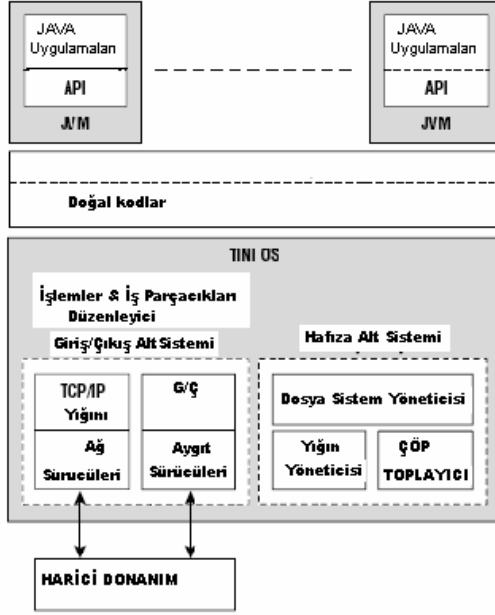 JAVA
Uygulamaları
API
JVM
JAVA
Uygulamaları
API
JVM
Doğal kodlar
TINI OS
İşlemler & İş Parçacıkları
Düzenleyici
Giriş/Çıkış Alt Sistemi
Hafıza Alt Sistemi
TCP/IP
Yığını
G/Ç
Ağ
Sürücüleri
Aygıt
Sürücüleri
Dosya Sistem Yöneticisi
Yığın
Yöneticisi
ÇÖP
TOPLAYICI
HARİCİ DONANIM